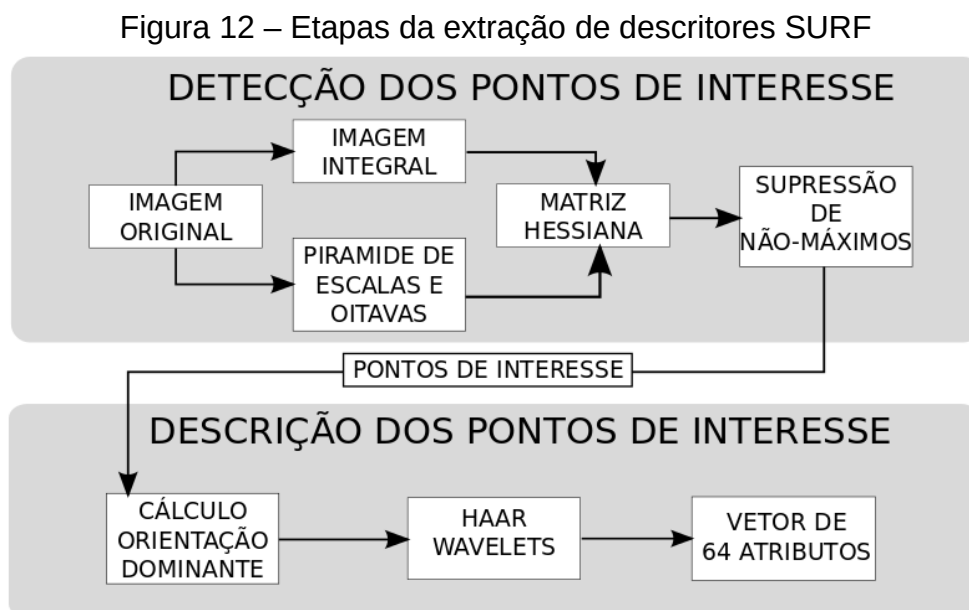 Figura 12 – Etapas da extração de descritores SURF
DETECÇÃO DOS PONTOS DE INTERESSE
IMAGEM
INTEGRAL
IMAGEM
ORIGINAL
PIRAMIDE DE
ESCALAS E
OITAVAS
MATRIZ
HESSIANA
SUPRESSÃO
DE
NÃO-MÁXIMOS
PONTOS DE INTERESSE
DESCRIÇÃO DOS PONTOS DE INTERESSE
CÁLCULO
ORIENTAÇÃO
DOMINANTE
HAAR
WAVELETS
VETOR DE
64 ATRIBUTOS